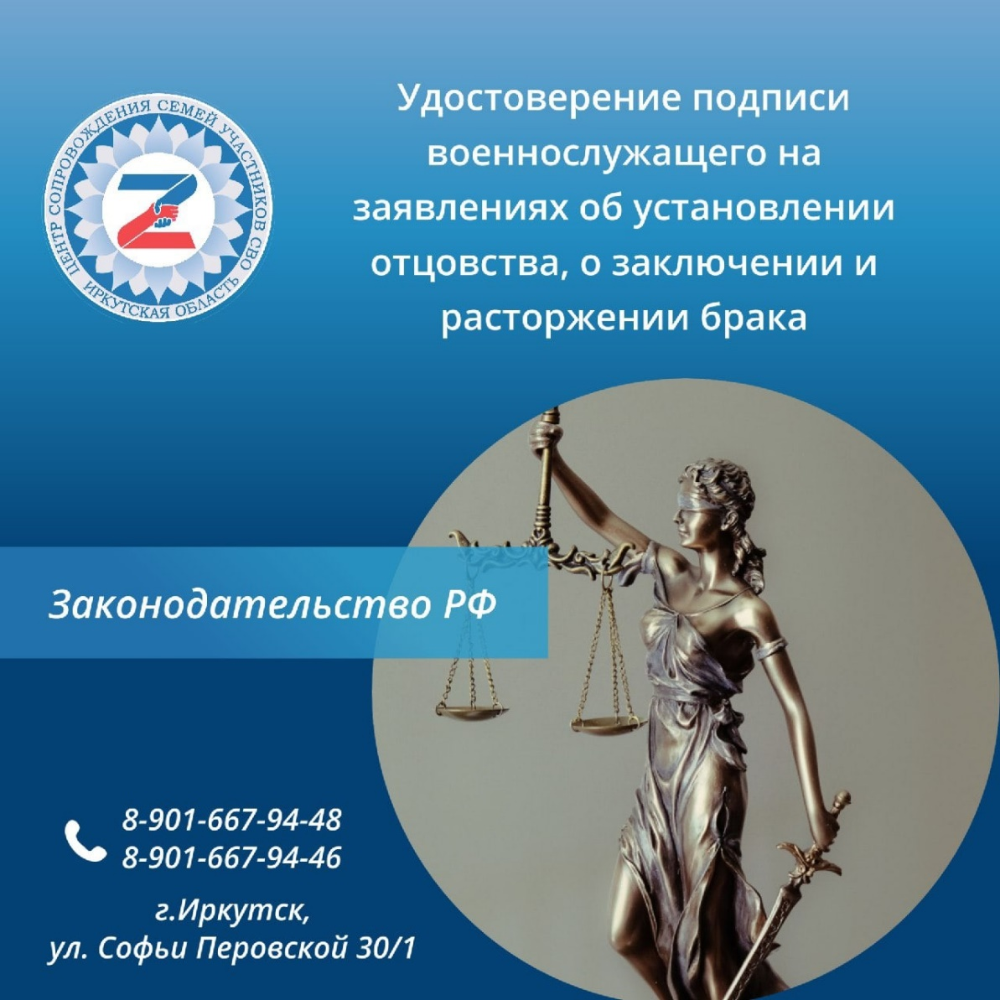 ЦЕНТР СОПРОВОЖДЕНИЯ СЕМЕЙ УЧАСТНИКОВ СВО
ИРКУТСКАЯ ОБЛАСТЬ
Удостоверение подписи
военнослужащего на
заявлениях об установлении
отцовства, о заключении и
расторжении брака
Законодательство РФ
8-901-667-94-48
8-901-667-94-46
г.Иркутск,
ул. Софьи Перовской 30/1